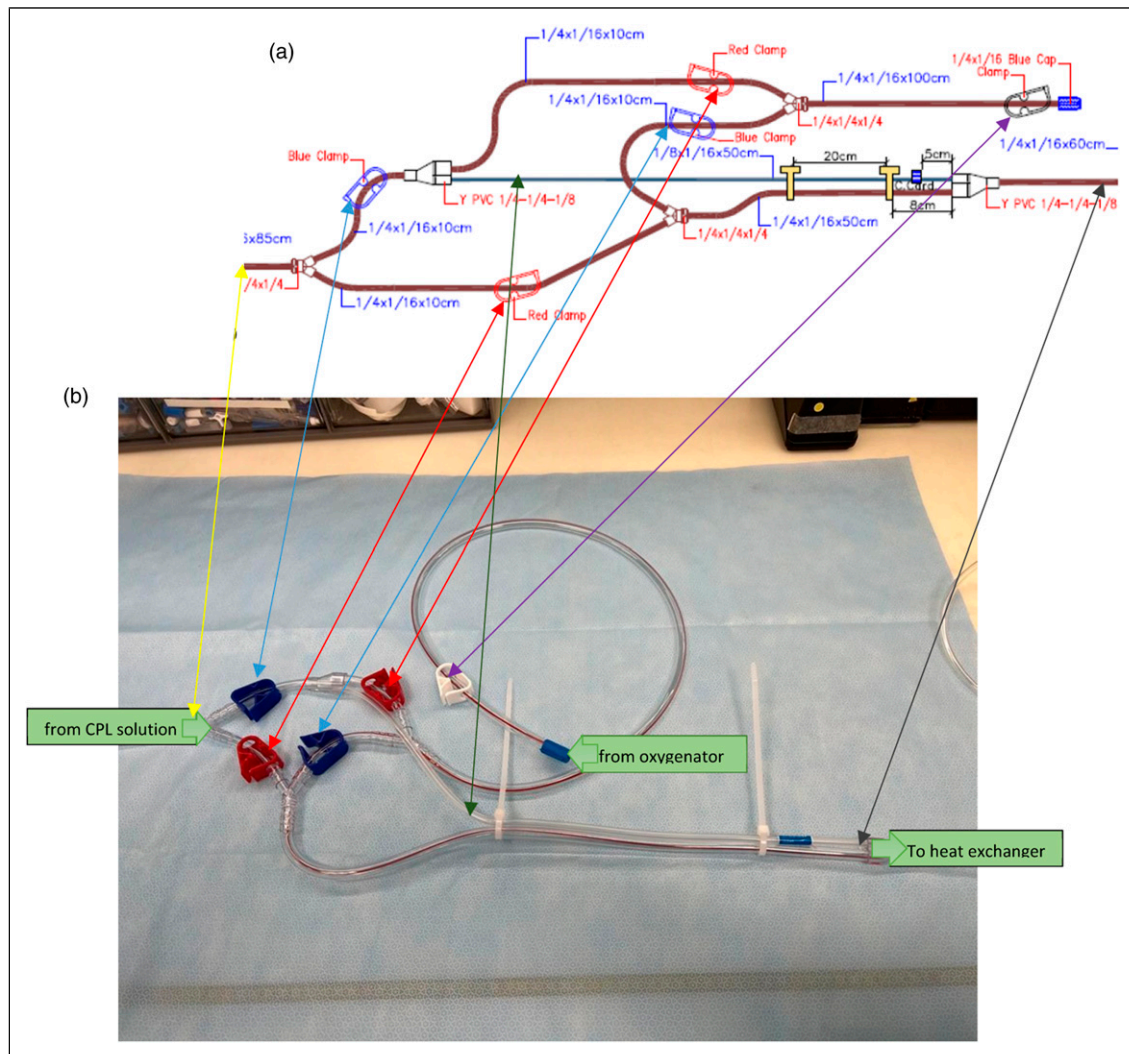 (a)
1/4x1/16x10cm
Red Clamp
1/4x1/16 Blue Cap
Clamp
1/4x1/16x100cm
1/4x1/16x10cm
1/4x1/4x1/4
Blue Clamp
1/4x1/16x60cm
Blue Clamp
1/8x1/16x50cm
20cm
5cm
C.Card
Y PVC 1/4-1/4-1/8
8cm
Y PVC 1/4-1/4-1/8
1/4x1/16x10cm
1/4x1/4x1/4
1/4x1/16x50cm
5x85cm
/4x1/4
1/4x1/16x10cm
Red Clamp
(b)
from CPL solution
from oxygenator
To heat exchanger